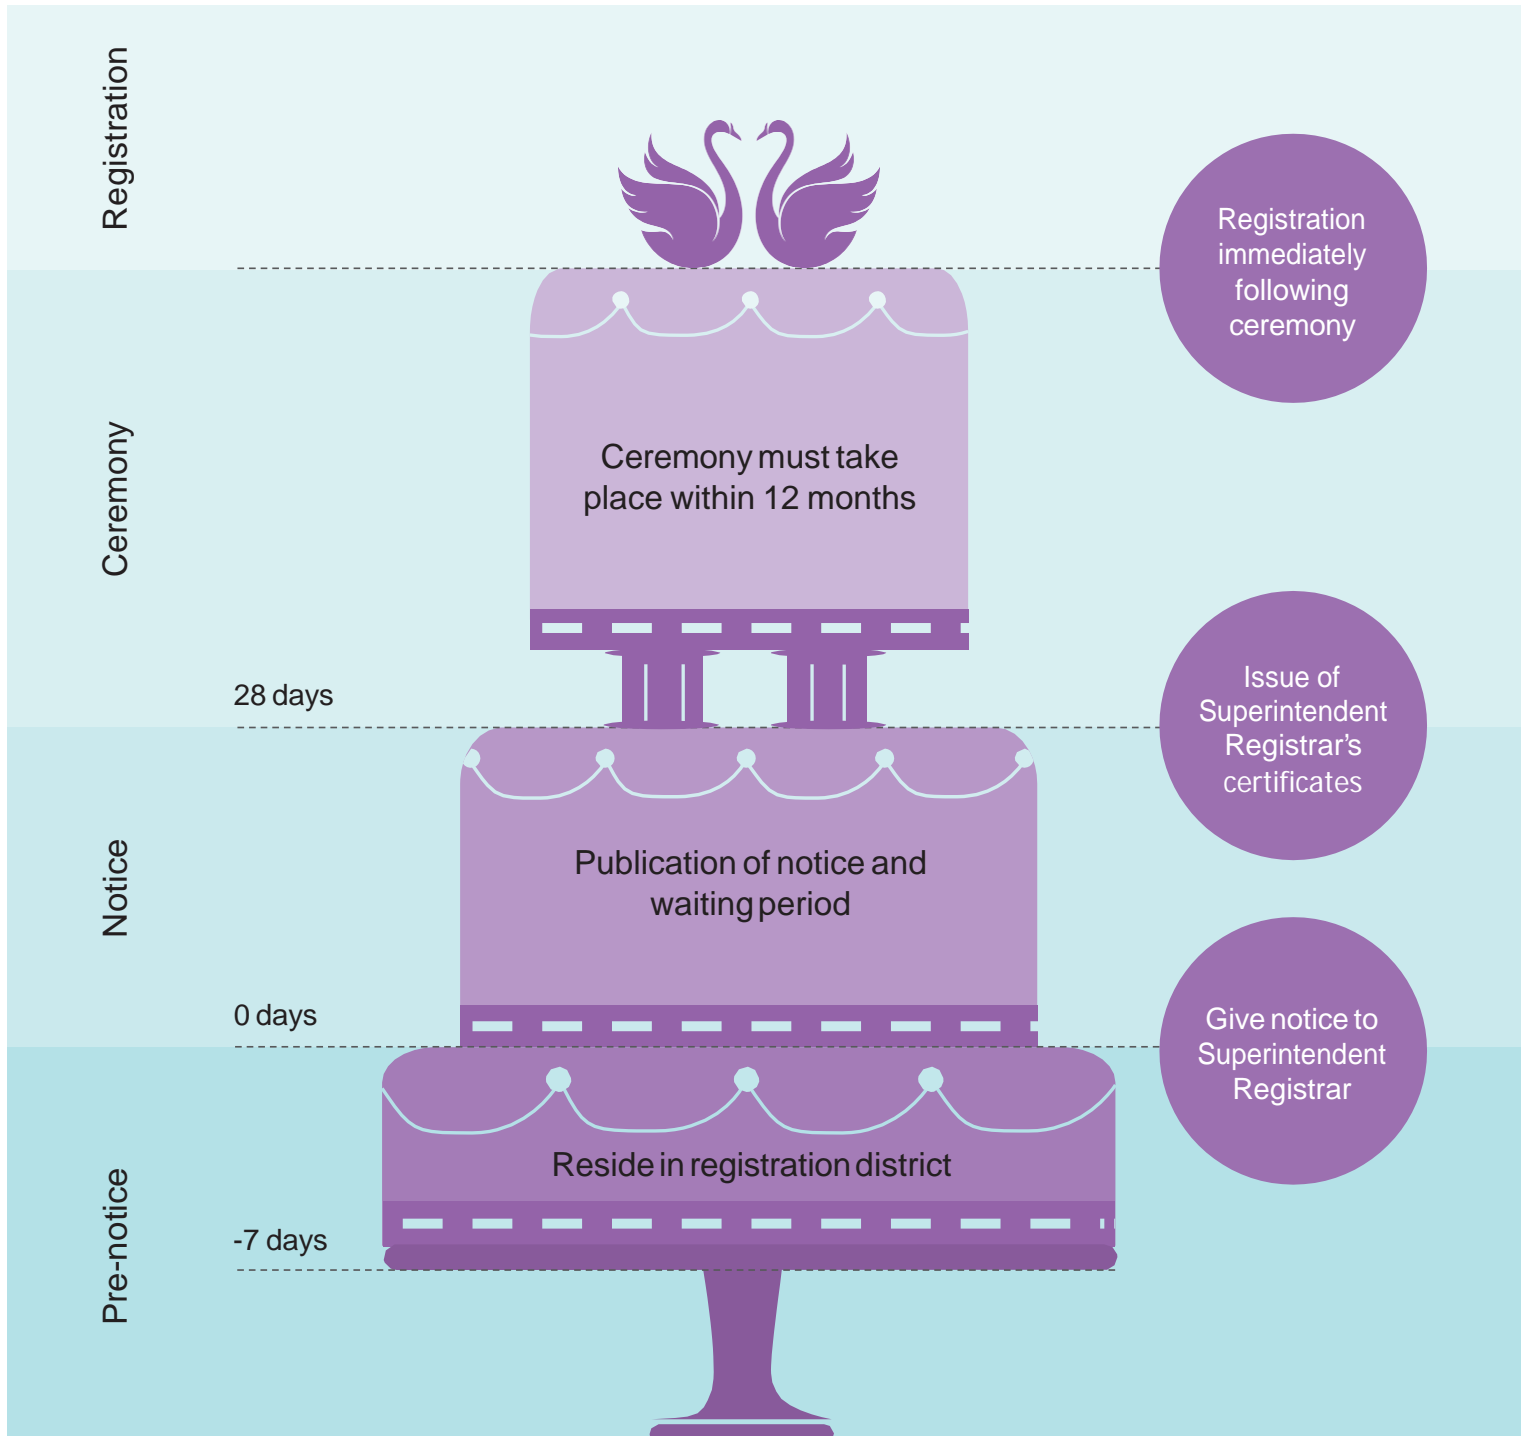 Registration
Registration
immediately
following
ceremony
Ceremony
Ceremony must take
place within 12 months
28 days
Issue of
Superintendent
Registrar's
certificates
Notice
Publication of notice and
waiting period
0 days
Give notice to
Superintendent
Registrar
Pre-notice
Reside in registration district
-7 days